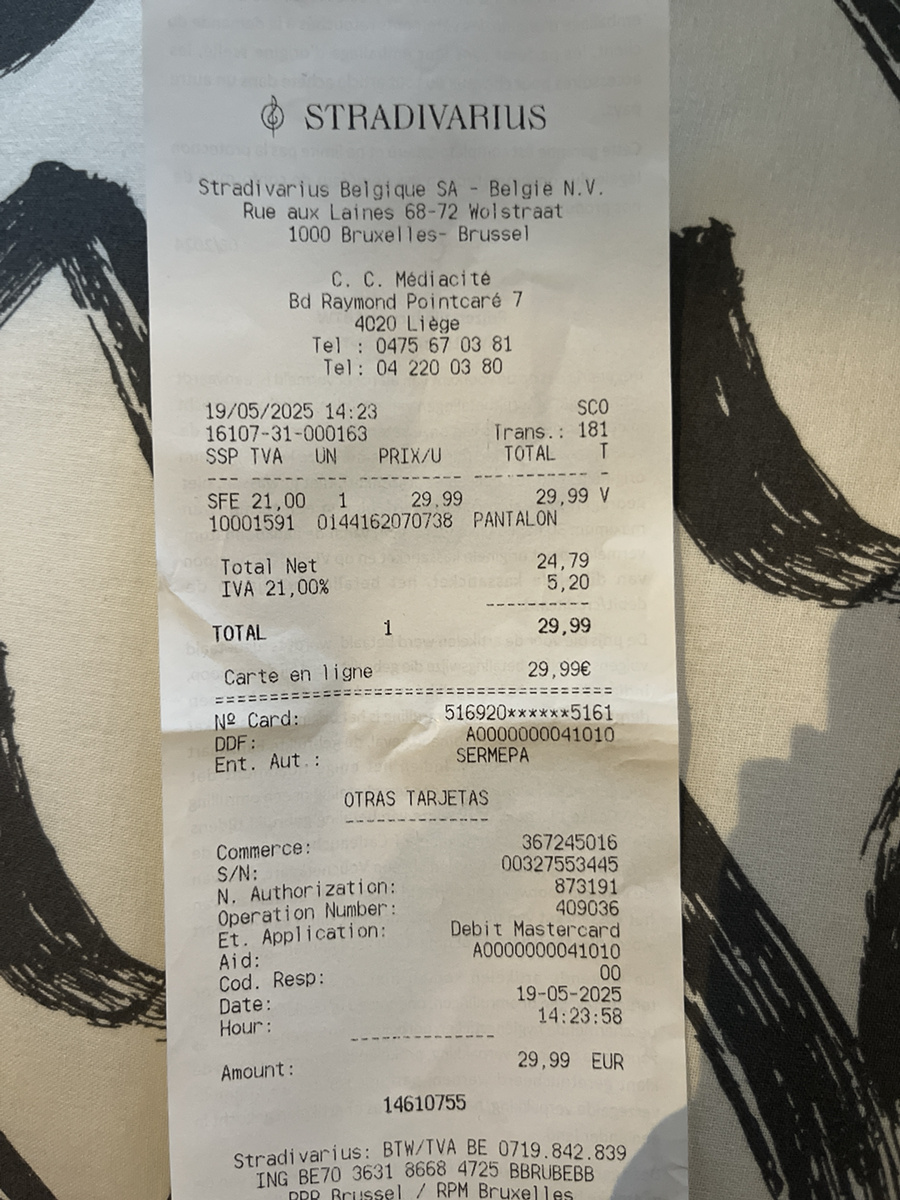 STRADIVARIUS
Stradivarius Belgique SA - België N.V.
Rue aux Laines 68-72 Wolstraat
1000 Bruxelles- Brussel
C. C. Médiacité
Bd Raymond Pointcaré 7
4020 Liège
Tel : 0475 67 03 81
Tel: 04 220 03 80
19/05/2025 14:23 SCO
16107-31-000163 Trans.: 181
SSP TVA UN PRIX/U TOTAL T
--- --- --- ---------- ---------- -
SFE 21,00 1 29,99 29,99 V
10001591 0144162070738 PANTALON
Total Net 24,79
IVA 21,00% 5,20
----------
TOTAL 1 29,99
Carte en ligne 29,99€
========================================
Nº Card: 516920******5161
DDF: A0000000041010
Ent. Aut.: SERMEPA
OTRAS TARJETAS
--------------
Commerce: 367245016
S/N: 00327553445
N. Authorization: 873191
Operation Number: 409036
Et. Application: Debit Mastercard
Aid: A0000000041010
Cod. Resp: 00
Date: 19-05-2025
Hour: 14:23:58
--------------
Amount: 29,99 EUR
14610755
Stradivarius: BTW/TVA BE 0719.842.839
ING BE70 3631 8668 4725 BBRUBEBB
RPR Brussel / RPM Bruxelles